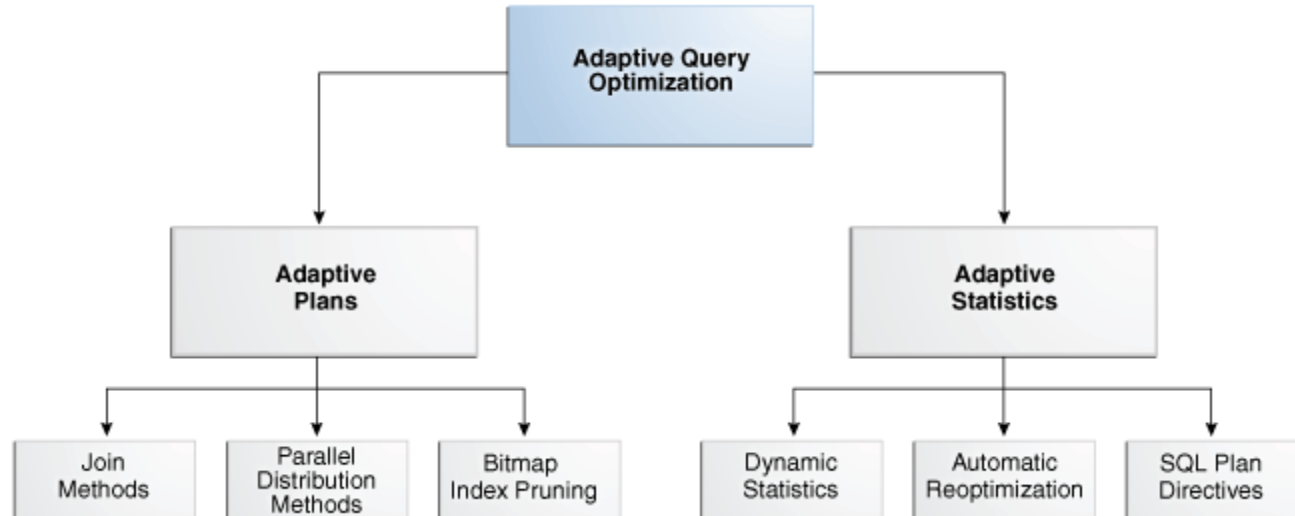 Adaptive Query
Optimization
Adaptive
Plans
Adaptive
Statistics
Join
Methods
Parallel
Distribution
Methods
Bitmap
Index Pruning
Dynamic
Statistics
Automatic
Reoptimization
SQL Plan
Directives